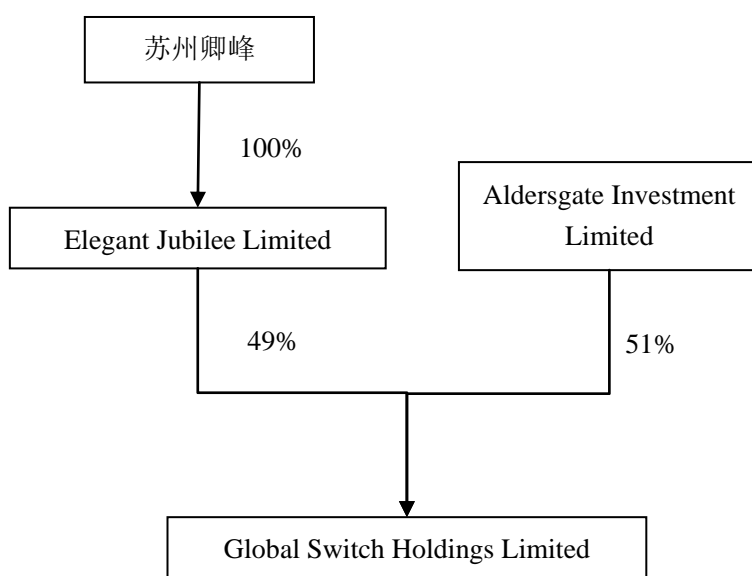 苏州卿峰
100%
Aldersgate Investment
Limited
Elegant Jubilee Limited
49%
51%
Global Switch Holdings Limited